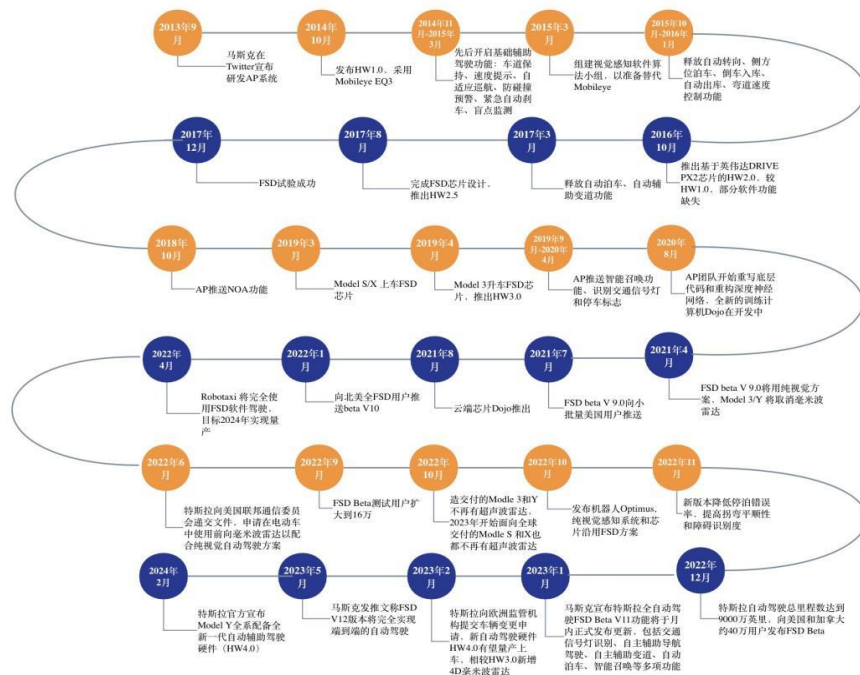 2013年9
月
马斯克在
Twitter宣布
研发AP系统
2014年
10月
发布HW1.0，采用
Mobileye EQ3
2014年11
月-2015年
3月
先后开启基础辅助
驾驶功能：车道保
持、速度提示、自
适应巡航、防碰撞
预警、紧急自动刹
车、盲点监测
2015年3
月
组建视觉感知软件算
法小组，以准备替代
Mobileye
2015年10
月-2016年
1月
释放自动转向、侧方
位泊车、倒车入库、
自动出库、弯道速度
控制功能
2016年
10月
推出基于英伟达DRIVE
PX2芯片的HW2.0，较
HW1.0，部分软件功能
缺失
2017年3
月
释放自动泊车、自动辅
助变道功能
2017年8
月
完成FSD芯片设计，
推出HW2.5
2017年
12月
FSD试验成功
2018年
10月
AP推送NOA功能
2019年3
月
Model S/X 上车FSD
芯片
2019年4
月
Model 3升车FSD芯
片，推出HW3.0
2019年9
月-2020年
4月
AP推送智能召唤功
能、识别交通信号灯
和停车标志
2020年
8月
AP团队开始重写底层
代码和重构深度神经
网络，全新的训练计
算机Dojo在开发中
2021年4
月
FSD beta V 9.0将用纯视觉方
案，Model 3/Y 将取消毫米波
雷达
2021年7
月
FSD beta V 9.0向小
批量美国用户推送
2021年8
月
云端芯片Dojo推出
2022年1
月
向北美全FSD用户推
送beta V10
2022年
4月
Robotaxi 将完全使
用FSD软件驾驶，
目标2024年实现量
产
2022年6
月
特斯拉向美国联邦通信委员
会递交文件，申请在电动车
中使用前向毫米波雷达以配
合纯视觉自动驾驶方案
2022年9
月
FSD Beta测试用户扩
大到16万
2022年
10月
造交付的Modle 3和Y
不再有超声波雷达，
2023年开始面向全球
交付的Modle S 和X也
都不再有超声波雷达
2022年10
月
发布机器人Optimus,
纯视觉感知系统和芯
片沿用FSD方案
2022年11
月
新版本降低停泊错误
率，提高拐弯平顺性
和障碍识别度
2022年
12月
特斯拉自动驾驶总里程数达到
9000万英里，向美国和加拿大
约40万用户发布FSD Beta
2023年1
月
马斯克宣布特斯拉全自动驾
驶FSD Beta V11功能将于月
内正式发布更新，包括交通
信号灯识别、自主辅助导航
驾驶、自主辅助变道、自动
泊车、智能召唤等多项功能
2023年2
月
特斯拉向欧洲监管机
构提交车辆变更申
请，新自动驾驶硬件
HW4.0有望量产上
车，相较HW3.0新增
4D毫米波雷达
2023年5
月
马斯克发推文称FSD
V12版本将完全实现
端到端的自动驾驶
2024年
2月
特斯拉官方宣布
Model Y全系配备全
新一代自动辅助驾驶
硬件（HW4.0）